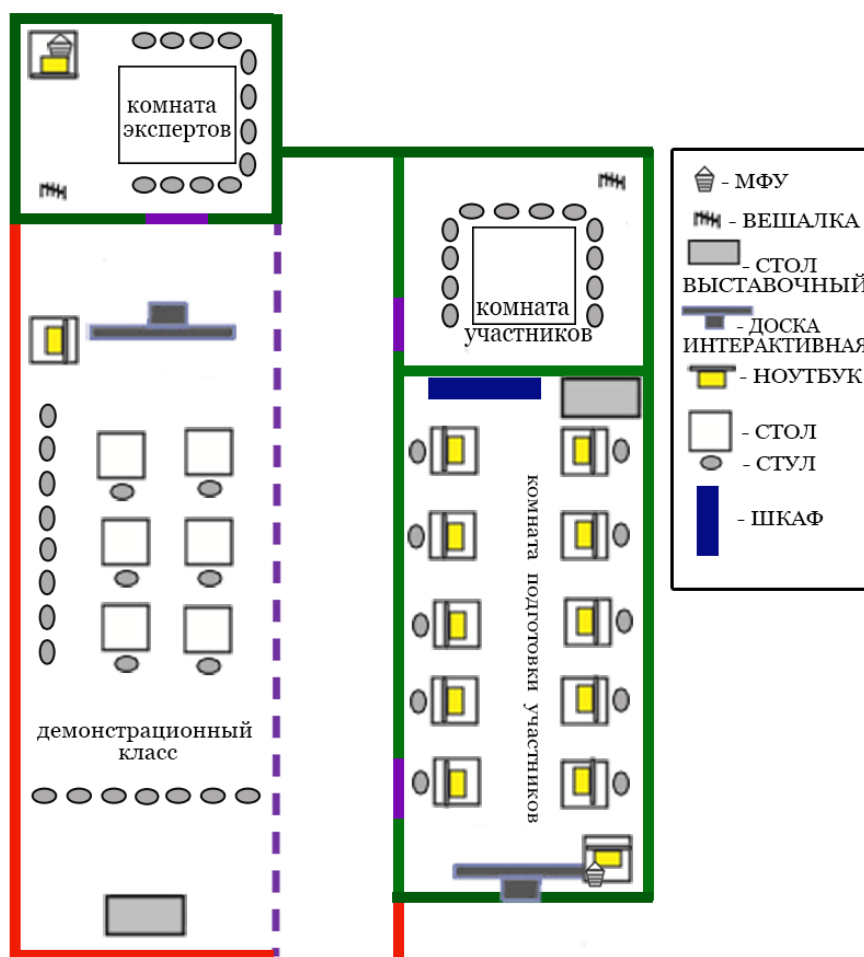 комната
экспертов
комната
участников
комната подготовки участников
демонстрационный
класс
- МФУ
- ВЕШАЛКА
- СТОЛ
ВЫСТАВОЧНЫЙ
- ДОСКА
ИНТЕРАКТИВНАЯ
- НОУТБУК
- СТОЛ
- СТУЛ
- ШКАФ